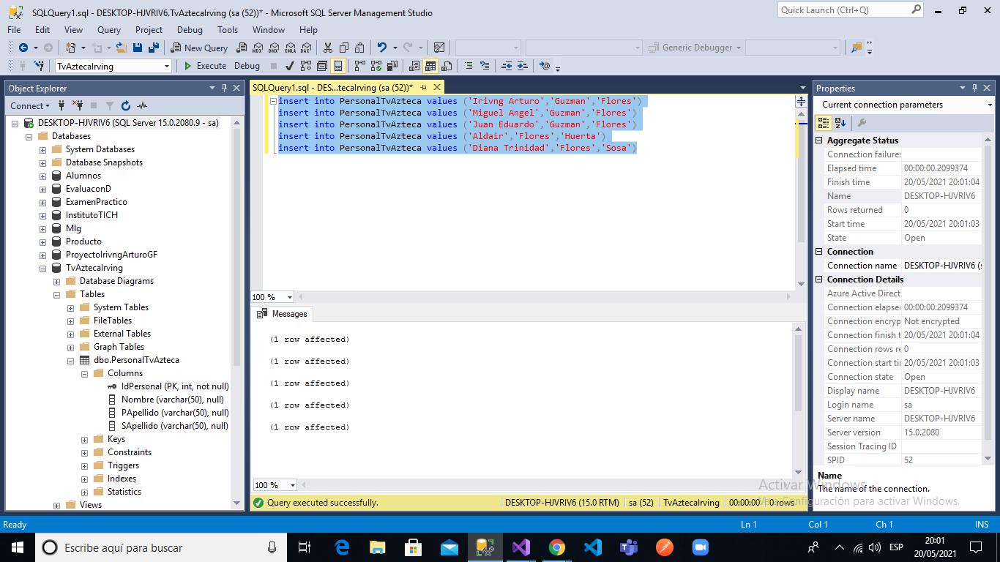 SQLQuery1.sql - DESKTOP-HJVRIV6.TvAztecaIrving (sa (52))* - Microsoft SQL Server Management Studio
Quick Launch (Ctrl+Q)
File Edit View Query Project Debug Tools Window Help
New Query
MDX DMX XMLA DAX
Generic Debugger
TvAztecaIrving
Execute Debug
Object Explorer
Connect
DESKTOP-HJVRIV6 (SQL Server 15.0.2080.9 - sa)
Databases
System Databases
Database Snapshots
Alumnos
EvaluaconD
ExamenPractico
InstitutoTICH
MIg
Producto
ProyectoIrivngArturoGF
TvAztecaIrving
Database Diagrams
Tables
System Tables
FileTables
External Tables
Graph Tables
dbo.PersonalTvAzteca
Columns
IdPersonal (PK, int, not null)
Nombre (varchar(50), null)
PApellido (varchar(50), null)
SApellido (varchar(50), null)
Keys
Constraints
Triggers
Indexes
Statistics
Views
SQLQuery1.sql - DES...tecaIrving (sa (52))*
insert into PersonalTvAzteca values ('Irivng Arturo','Guzman','Flores')
insert into PersonalTvAzteca values ('Miguel Angel','Guzman','Flores')
insert into PersonalTvAzteca values ('Juan Eduardo','Guzman','Flores')
insert into PersonalTvAzteca values ('Aldair','Flores','Huerta')
insert into PersonalTvAzteca values ('Diana Trinidad','Flores','Sosa')
100 %
Messages
(1 row affected)
(1 row affected)
(1 row affected)
(1 row affected)
(1 row affected)
100 %
Query executed successfully. DESKTOP-HJVRIV6 (15.0 RTM) sa (52) TvAztecaIrving 00:00:00 0 rows
Properties
Current connection parameters
Aggregate Status
Connection failures
Elapsed time 00:00:00.2099374
Finish time 20/05/2021 20:01:04
Name DESKTOP-HJVRIV6
Rows returned 0
Start time 20/05/2021 20:01:03
State Open
Connection
Connection name DESKTOP-HJVRIV6 (s
Connection Details
Azure Active Direct
Connection elapse 00:00:00.2099374
Connection encryp Not encrypted
Connection finish t 20/05/2021 20:01:04
Connection rows re 0
Connection start ti 20/05/2021 20:01:03
Connection state Open
Display name DESKTOP-HJVRIV6
Login name sa
Server name DESKTOP-HJVRIV6
Server version 15.0.2080
Session Tracing ID
SPID 52
Name
The name of the connection.
Activar Windows
Ve a Configuración para activar Windows.
Ready Ln 1 Col 1 Ch 1 INS
Escribe aquí para buscar
ESP
20:01
20/05/2021